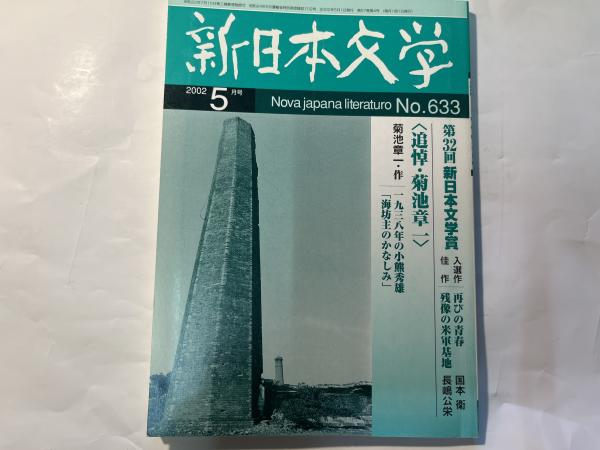 新日本文学
2002 5月号
Nova japana literaturo No.633
第32回 新日本文学賞
入選作 再びの青春 国本 衛
佳作 残像の米軍基地 長嶋公栄
〈追悼・菊池章一〉
菊池章一・作
一九三八年の小熊秀雄
「海坊主のかなしみ」